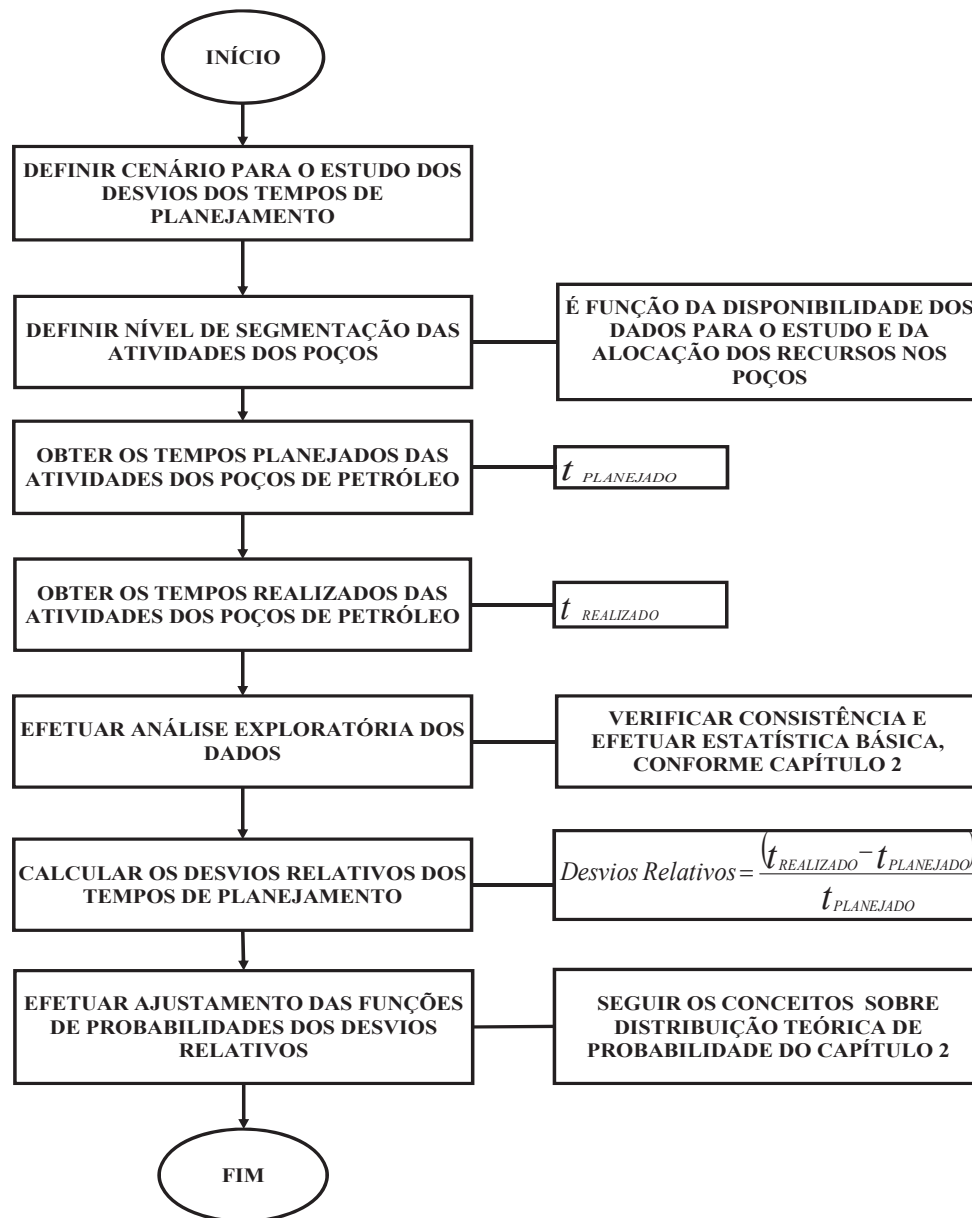 INÍCIO
DEFINIR CENÁRIO PARA O ESTUDO DOS
DESVIOS DOS TEMPOS DE
PLANEJAMENTO
DEFINIR NÍVEL DE SEGMENTAÇÃO DAS
ATIVIDADES DOS POÇOS
É FUNÇÃO DA DISPONIBILIDADE DOS
DADOS PARA O ESTUDO E DA
ALOCAÇÃO DOS RECURSOS NOS
POÇOS
OBTER OS TEMPOS PLANEJADOS DAS
ATIVIDADES DOS POÇOS DE PETRÓLEO
t PLANEJADO
OBTER OS TEMPOS REALIZADOS DAS
ATIVIDADES DOS POÇOS DE PETRÓLEO
t REALIZADO
EFETUAR ANÁLISE EXPLORATÓRIA DOS
DADOS
VERIFICAR CONSISTÊNCIA E
EFETUAR ESTATÍSTICA BÁSICA,
CONFORME CAPÍTULO 2
CALCULAR OS DESVIOS RELATIVOS DOS
TEMPOS DE PLANEJAMENTO
Desvios Relativos = (t REALIZADO − t PLANEJADO)
t PLANEJADO
EFETUAR AJUSTAMENTO DAS FUNÇÕES
DE PROBABILIDADES DOS DESVIOS
RELATIVOS
SEGUIR OS CONCEITOS SOBRE
DISTRIBUIÇÃO TEÓRICA DE
PROBABILIDADE DO CAPÍTULO 2
FIM